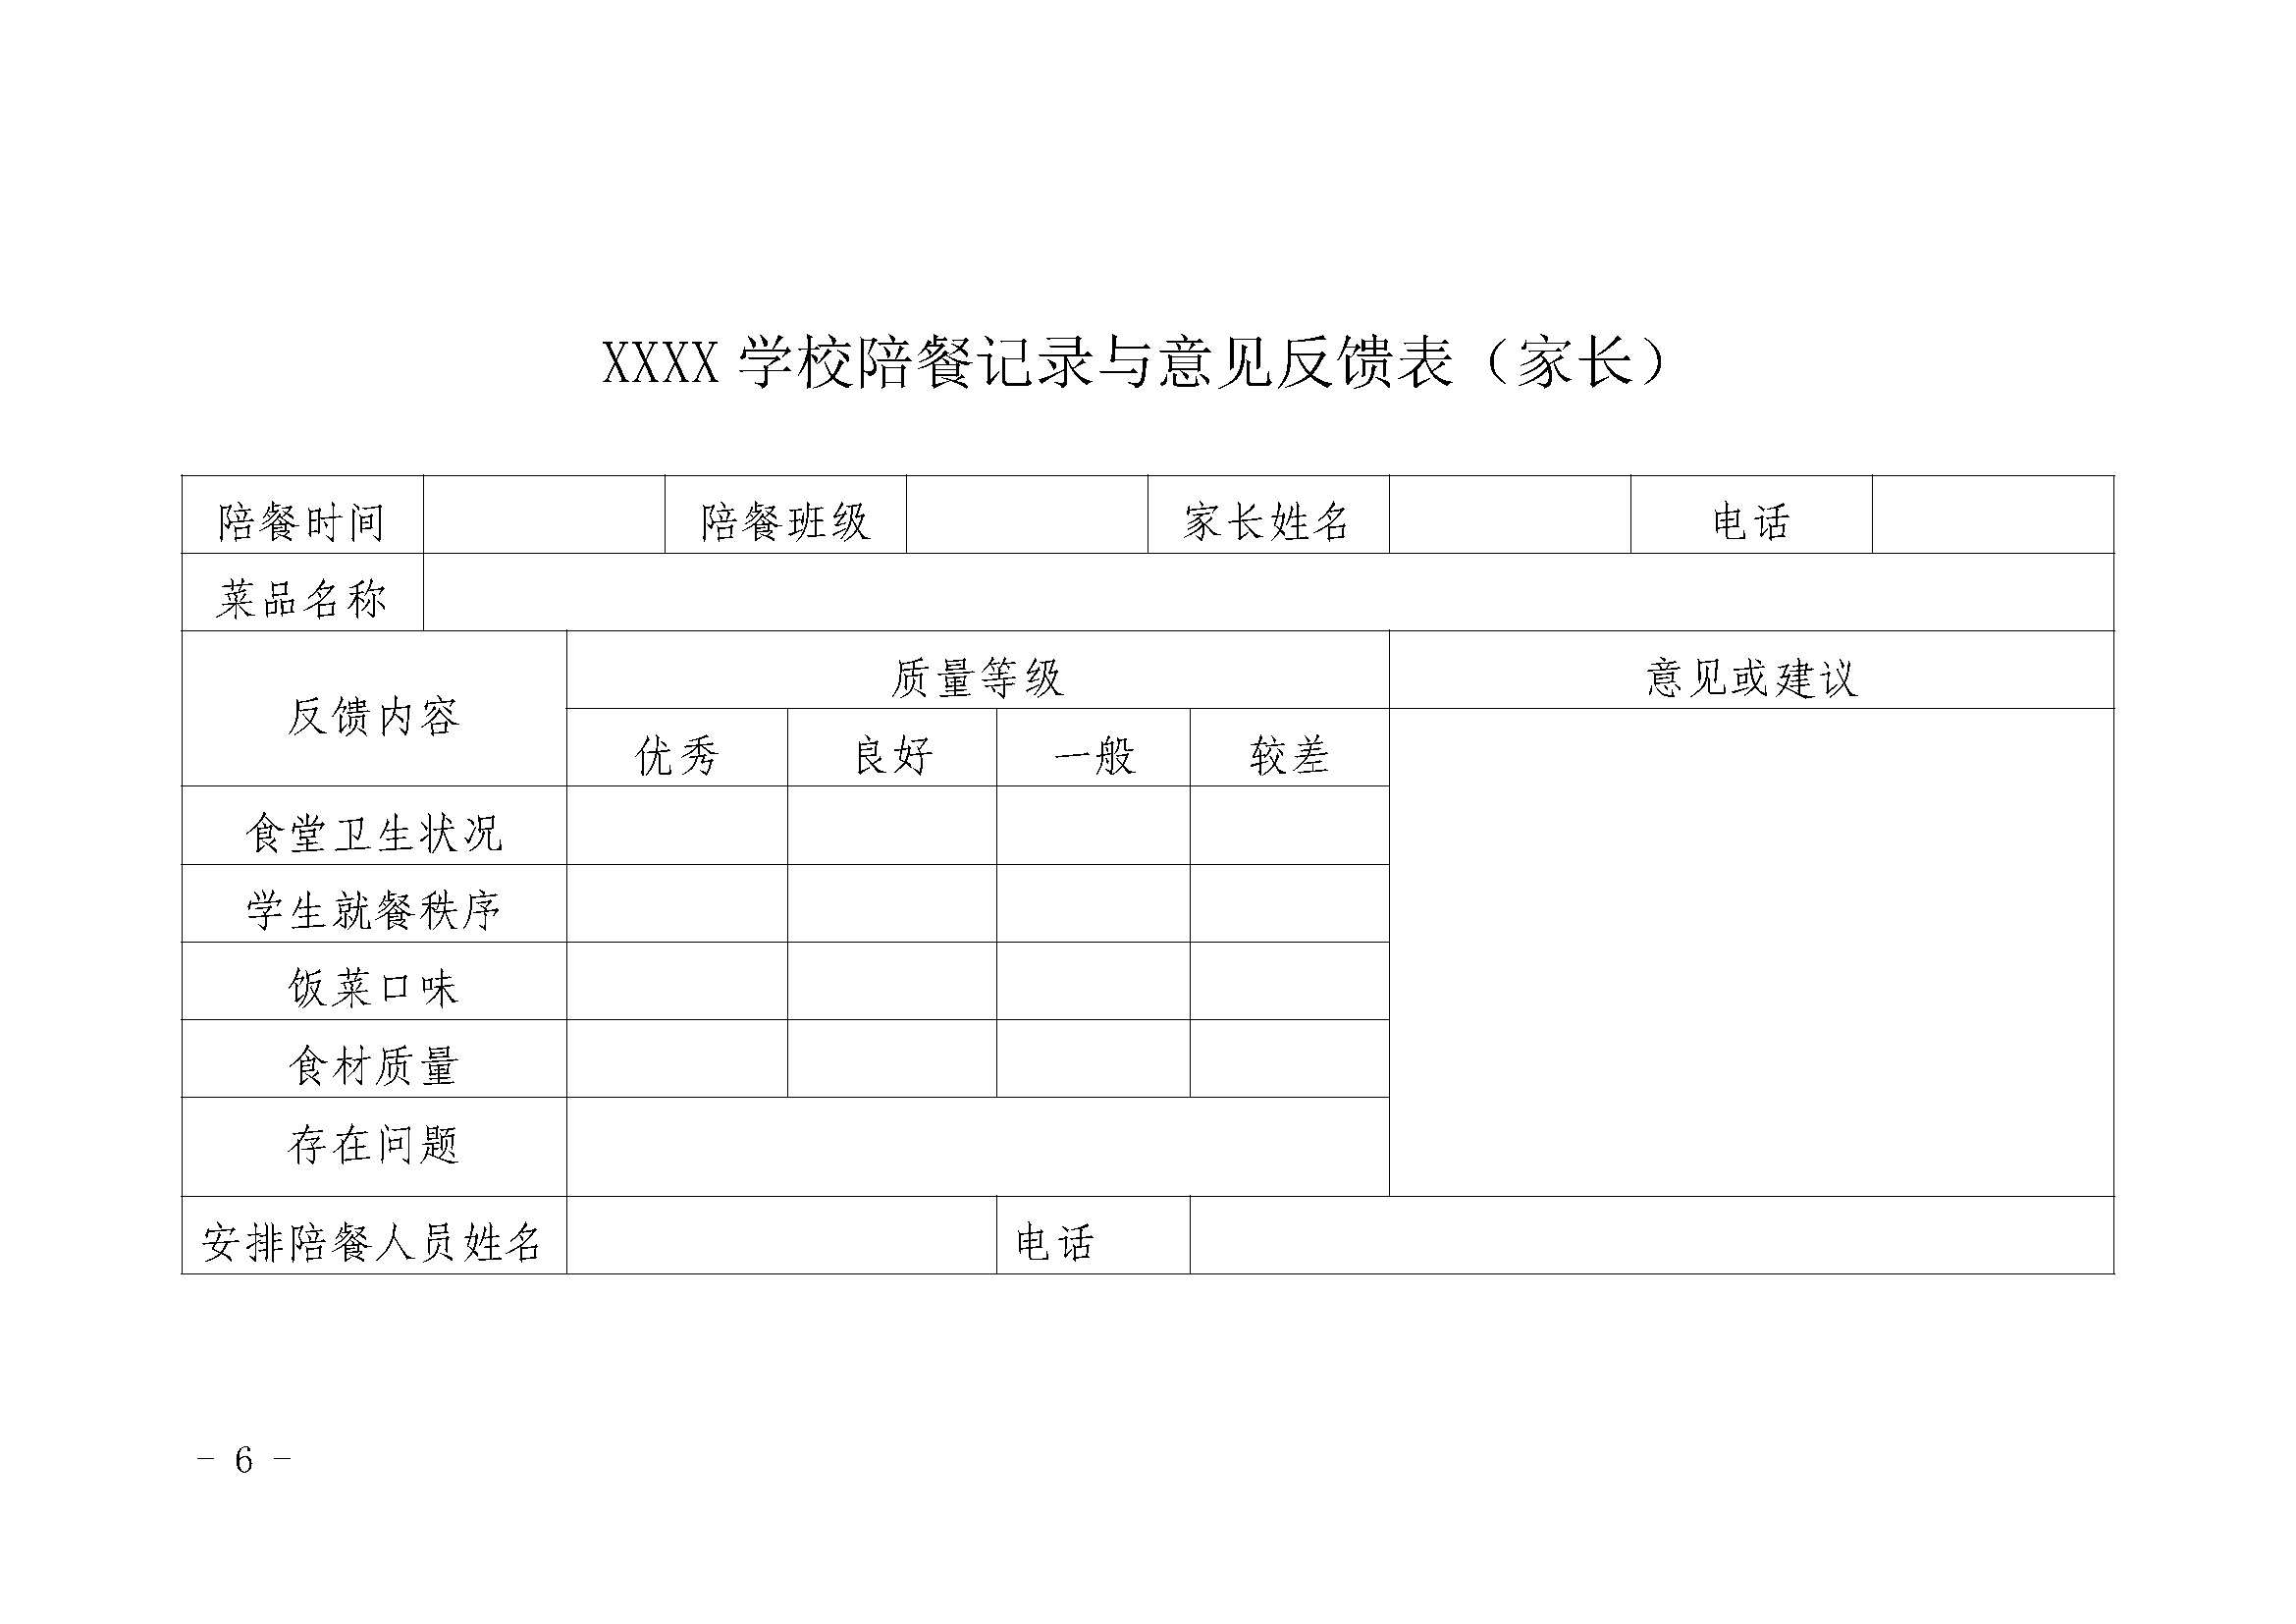 XXXX 学校陪餐记录与意见反馈表（家长）
陪餐时间 陪餐班级 家长姓名 电话
菜品名称
反馈内容 质量等级 意见或建议
优秀 良好 一般 较差
食堂卫生状况
学生就餐秩序
饭菜口味
食材质量
存在问题
安排陪餐人员姓名 电话
- 6 -